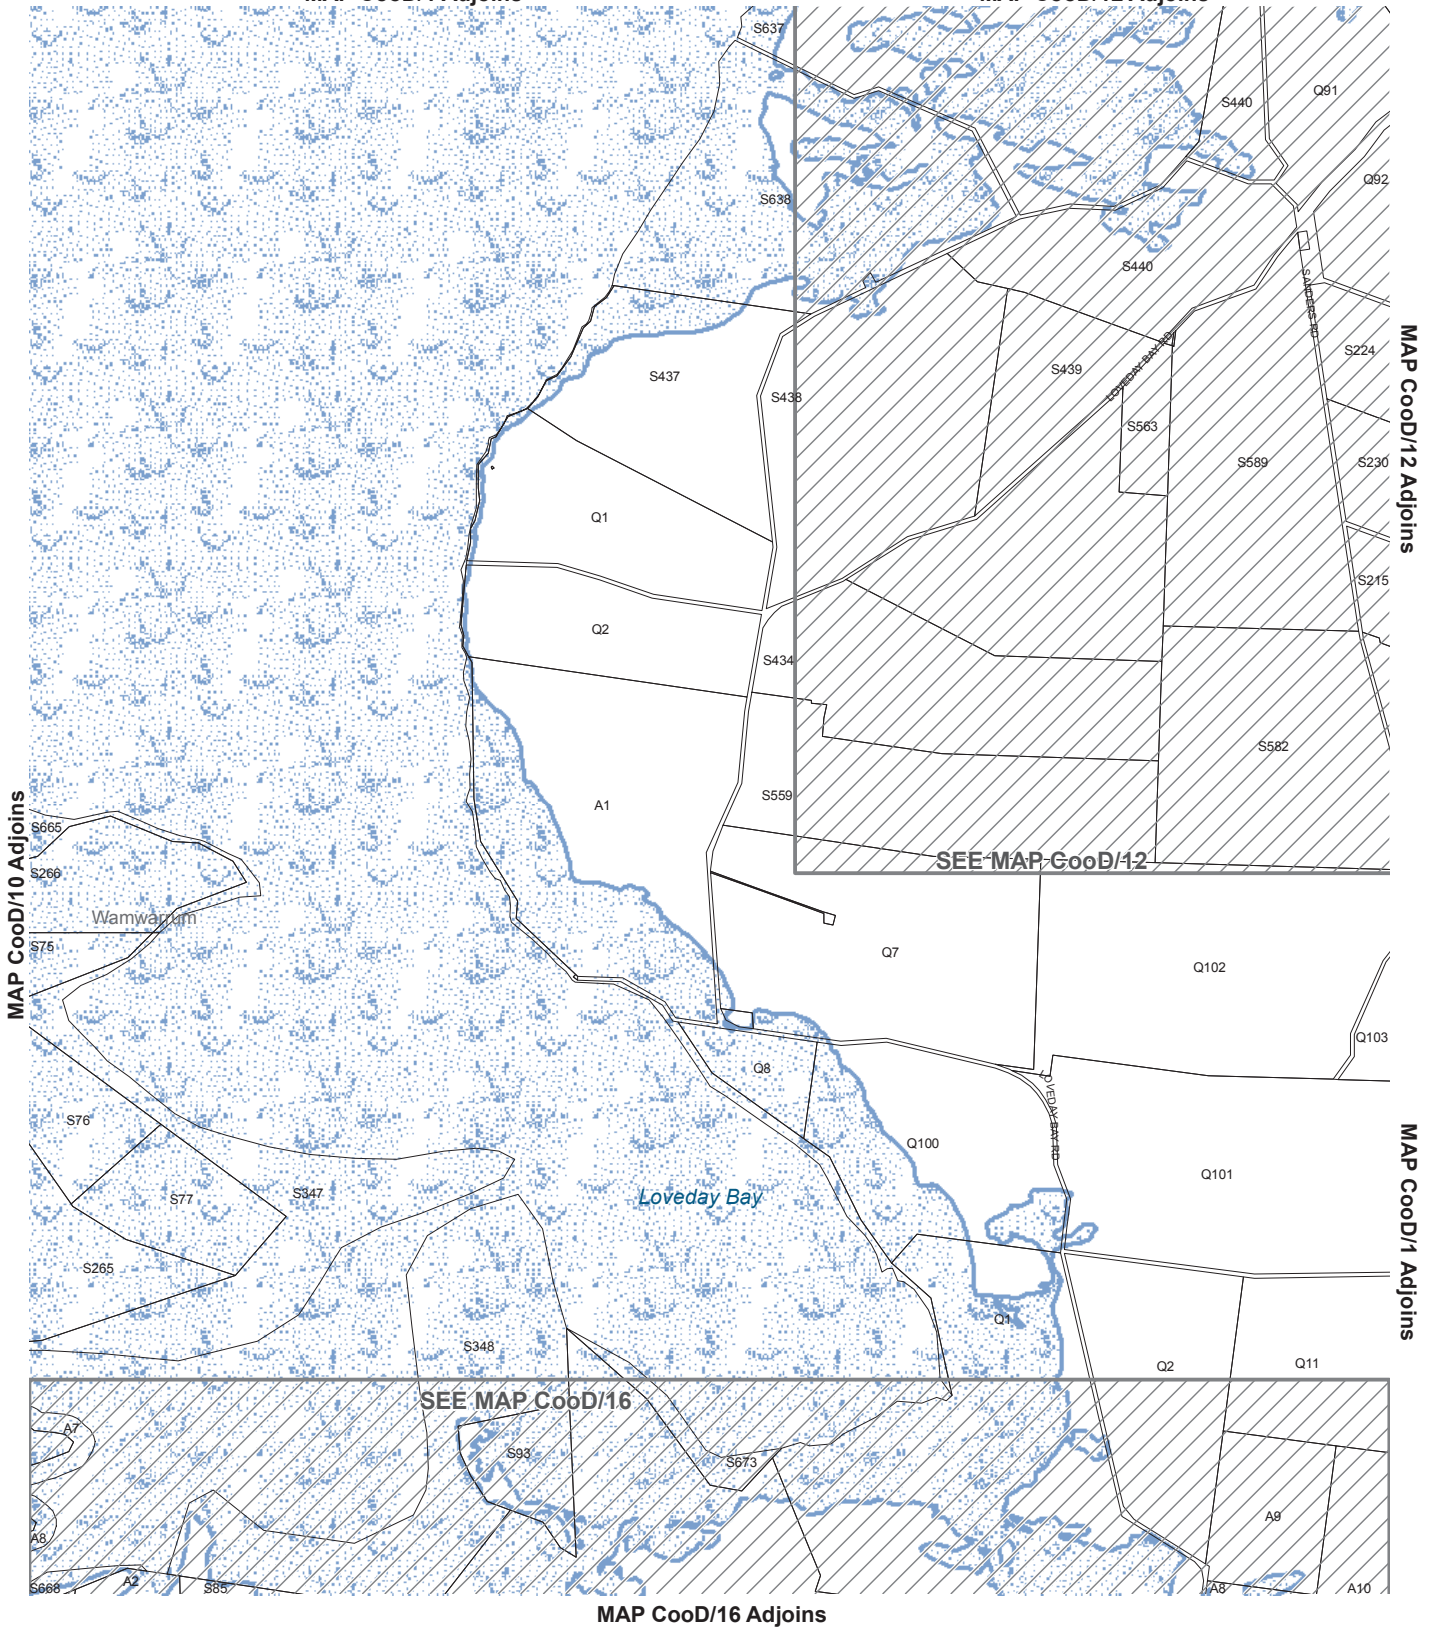 S637
Q91
S440
Q92
S638
S440
SANDERS RD
S224
S437
S439
LOVEDAY BAY RD
S438
S563
MAP CooD/12 Adjoins
S589
S230
Q1
S215
Q2
S434
S582
S559
A1
S665
SEE MAP CooD/12
S266
MAP CooD/10 Adjoins
Wamwarrum
S75
Q7
Q102
Q103
Q8
LOVEDAY BAY RD
S76
Q100
Q101
S77
S347
Loveday Bay
MAP CooD/1 Adjoins
S265
Q1
S348
Q2
Q11
SEE MAP CooD/16
A7
S93
S673
A9
A8
S668
A2
S85
A8
A10
MAP CooD/16 Adjoins